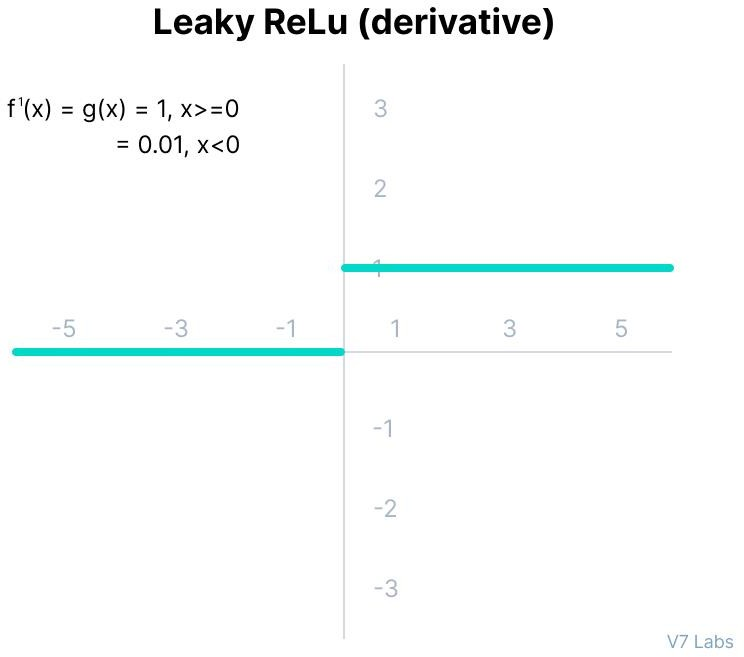 Leaky ReLu (derivative)
f¹(x) = g(x) = 1, x>=0
= 0.01, x<0
3
2
1
-5 -3 -1 1 3 5
-1
-2
-3
V7 Labs